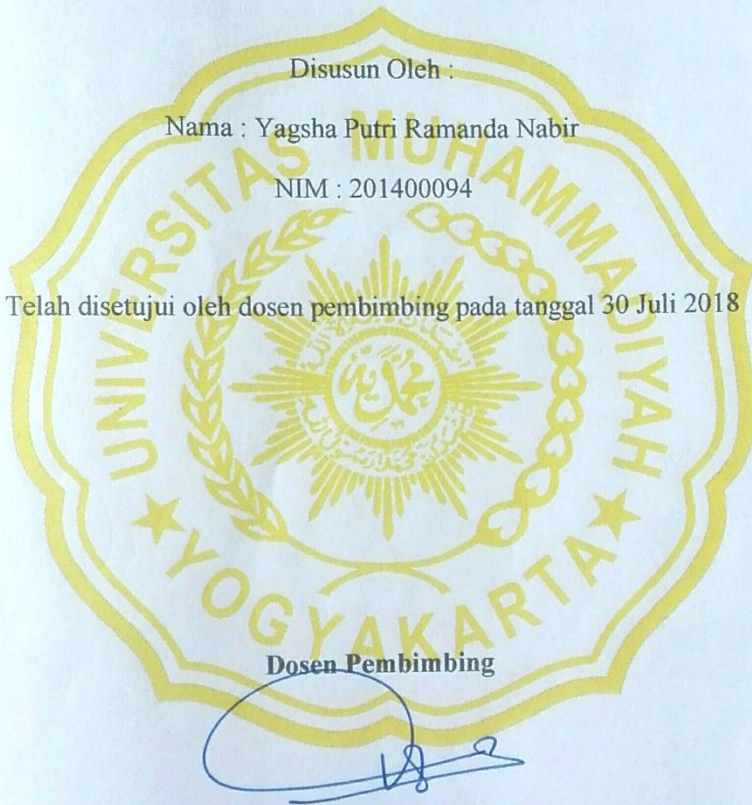 Disusun Oleh :
Nama : Yagsha Putri Ramanda Nabir
NIM : 201400094
Telah disetujui oleh dosen pembimbing pada tanggal 30 Juli 2018
UNIVERSITAS MUHAMMADIYAH
محمدية
★ YOGYAKARTA ★
Dosen Pembimbing